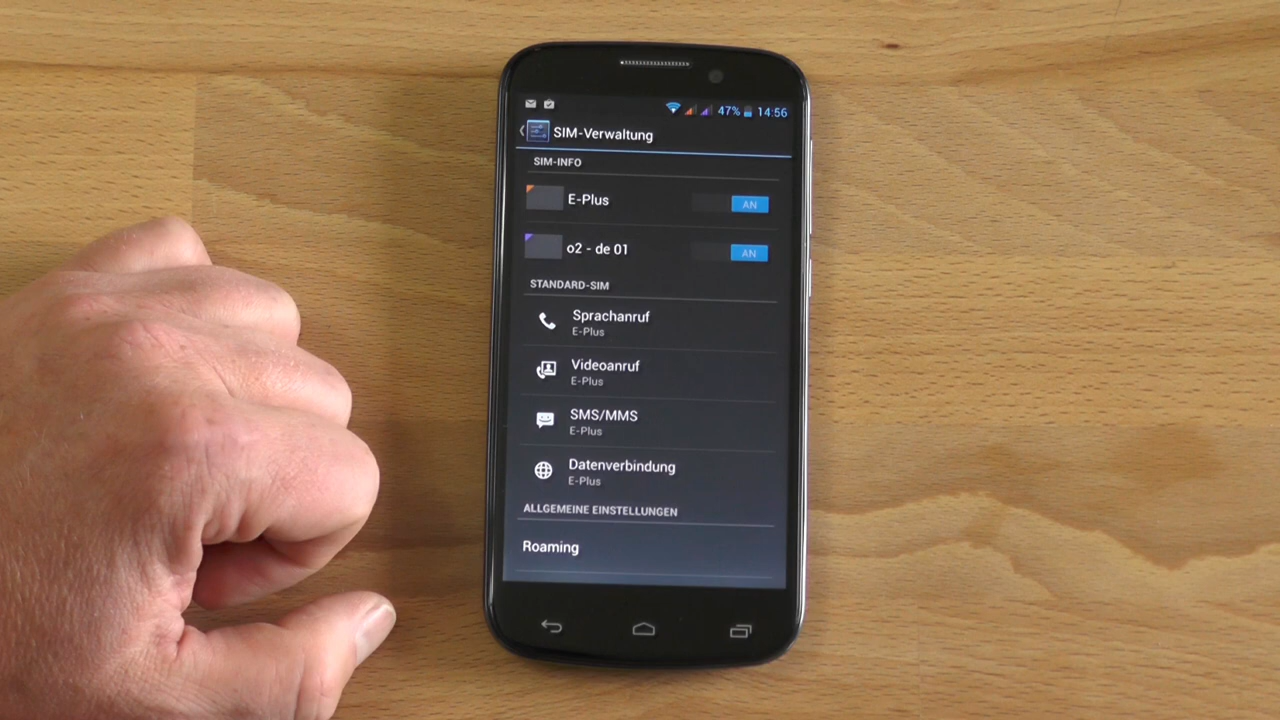 47% 14:56
SIM-Verwaltung
SIM-INFO
E-Plus AN
o2 - de 01 AN
STANDARD-SIM
Sprachanruf
E-Plus
Videoanruf
E-Plus
SMS/MMS
E-Plus
Datenverbindung
E-Plus
ALLGEMEINE EINSTELLUNGEN
Roaming